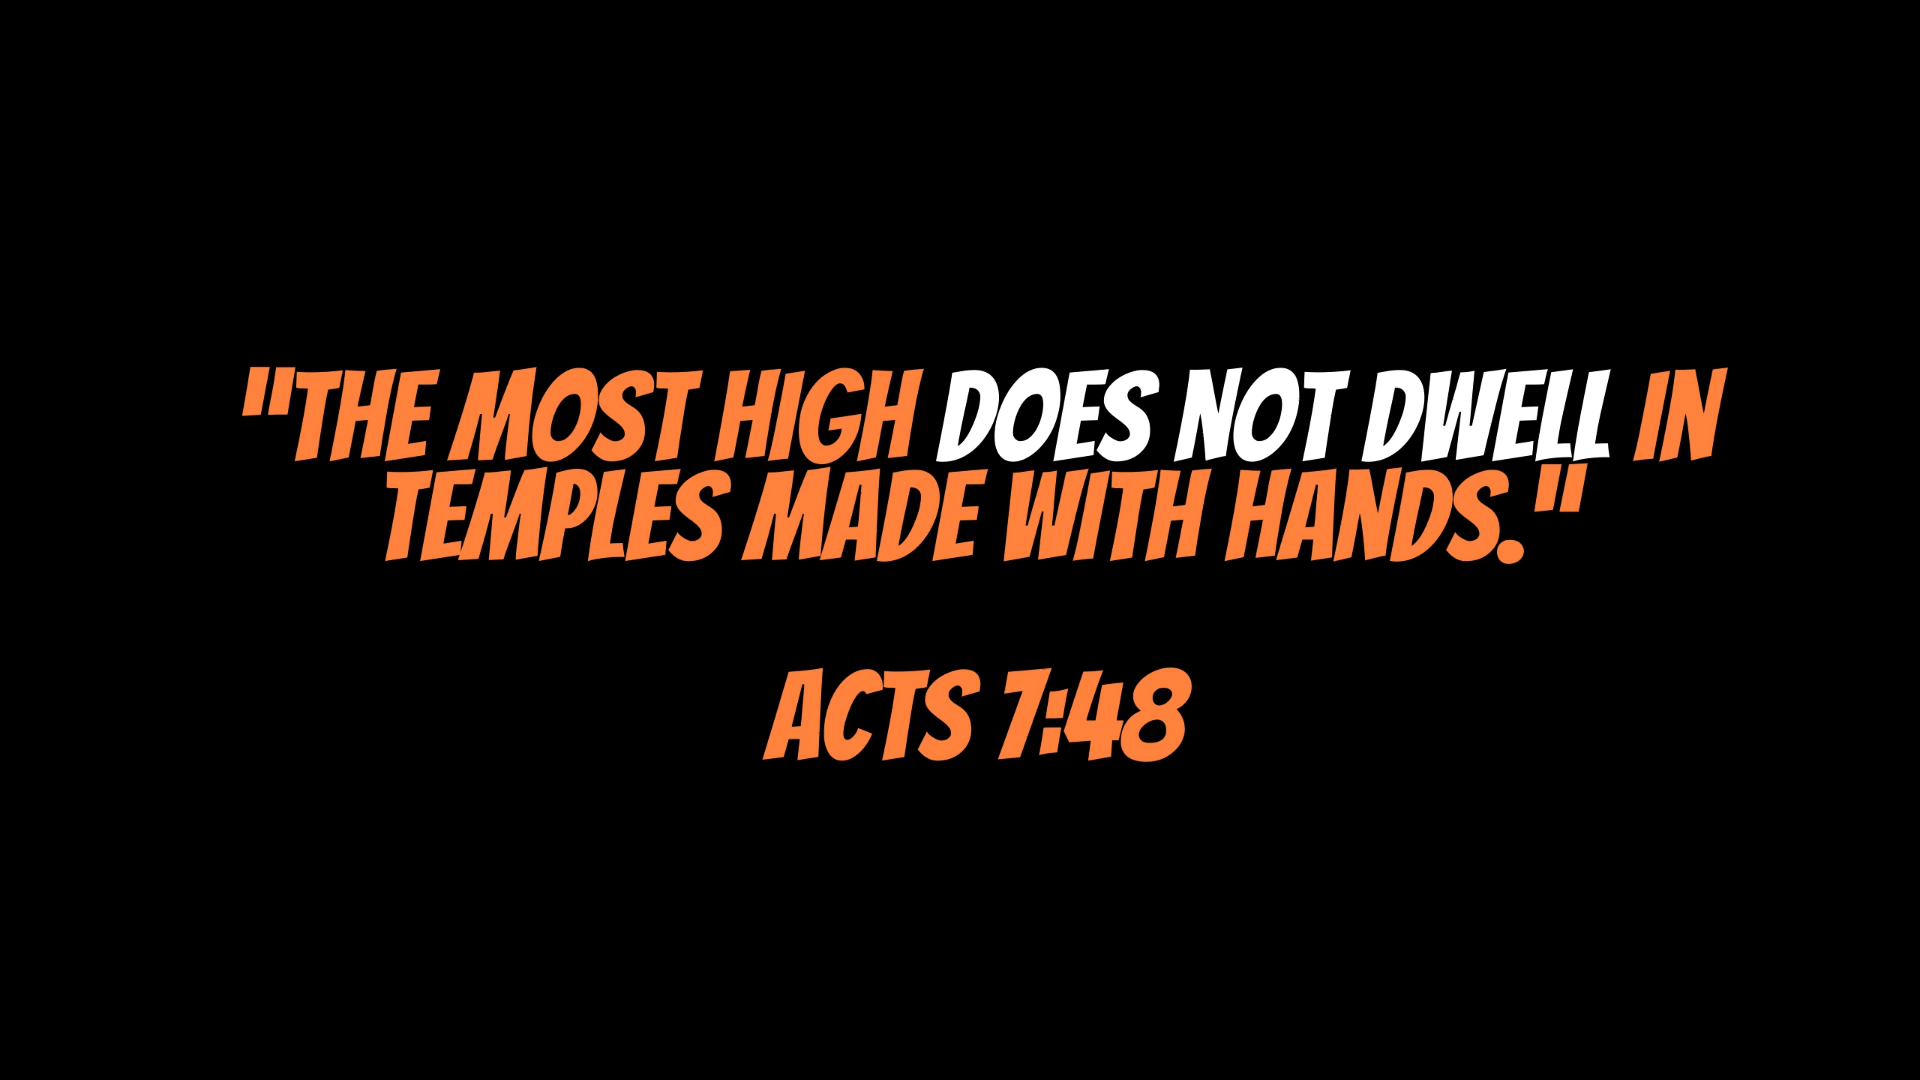 "THE MOST HIGH DOES NOT DWELL IN
TEMPLES MADE WITH HANDS."
ACTS 7:48